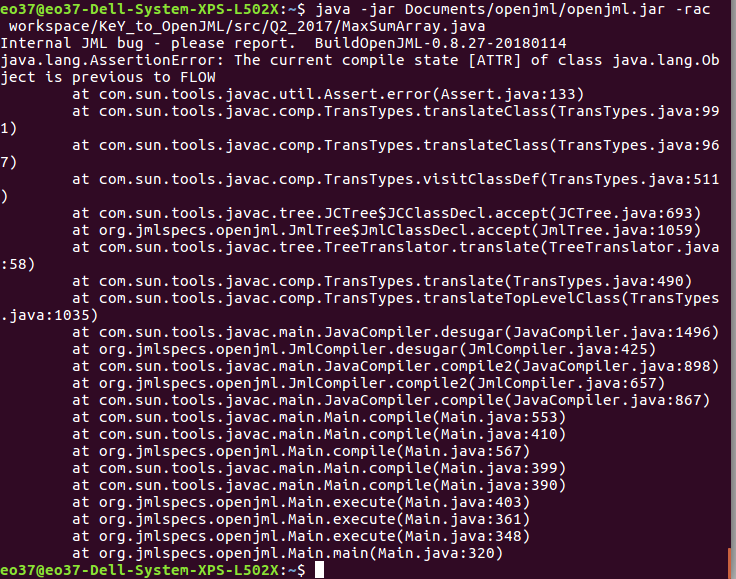 eo37@eo37-Dell-System-XPS-L502X:~$ java -jar Documents/openjml/openjml.jar -rac
 workspace/KeY_to_OpenJML/src/Q2_2017/MaxSumArray.java
Internal JML bug - please report.  BuildOpenJML-0.8.27-20180114
java.lang.AssertionError: The current compile state [ATTR] of class java.lang.Ob
ject is previous to FLOW
        at com.sun.tools.javac.util.Assert.error(Assert.java:133)
        at com.sun.tools.javac.comp.TransTypes.translateClass(TransTypes.java:99
1)
        at com.sun.tools.javac.comp.TransTypes.translateClass(TransTypes.java:96
7)
        at com.sun.tools.javac.comp.TransTypes.visitClassDef(TransTypes.java:511
)
        at com.sun.tools.javac.tree.JCTree$JCClassDecl.accept(JCTree.java:693)
        at org.jmlspecs.openjml.JmlTree$JmlClassDecl.accept(JmlTree.java:1059)
        at com.sun.tools.javac.tree.TreeTranslator.translate(TreeTranslator.java
:58)
        at com.sun.tools.javac.comp.TransTypes.translate(TransTypes.java:490)
        at com.sun.tools.javac.comp.TransTypes.translateTopLevelClass(TransTypes
.java:1035)
        at com.sun.tools.javac.main.JavaCompiler.desugar(JavaCompiler.java:1496)
        at org.jmlspecs.openjml.JmlCompiler.desugar(JmlCompiler.java:425)
        at com.sun.tools.javac.main.JavaCompiler.compile2(JavaCompiler.java:898)
        at org.jmlspecs.openjml.JmlCompiler.compile2(JmlCompiler.java:657)
        at com.sun.tools.javac.main.JavaCompiler.compile(JavaCompiler.java:867)
        at com.sun.tools.javac.main.Main.compile(Main.java:553)
        at com.sun.tools.javac.main.Main.compile(Main.java:410)
        at org.jmlspecs.openjml.Main.compile(Main.java:567)
        at com.sun.tools.javac.main.Main.compile(Main.java:399)
        at com.sun.tools.javac.main.Main.compile(Main.java:390)
        at org.jmlspecs.openjml.Main.execute(Main.java:403)
        at org.jmlspecs.openjml.Main.execute(Main.java:361)
        at org.jmlspecs.openjml.Main.execute(Main.java:348)
        at org.jmlspecs.openjml.Main.main(Main.java:320)
eo37@eo37-Dell-System-XPS-L502X:~$